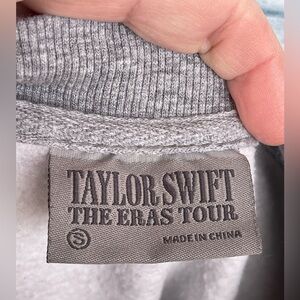 TAYLOR SWIFT
THE ERAS TOUR
S MADE IN CHINA